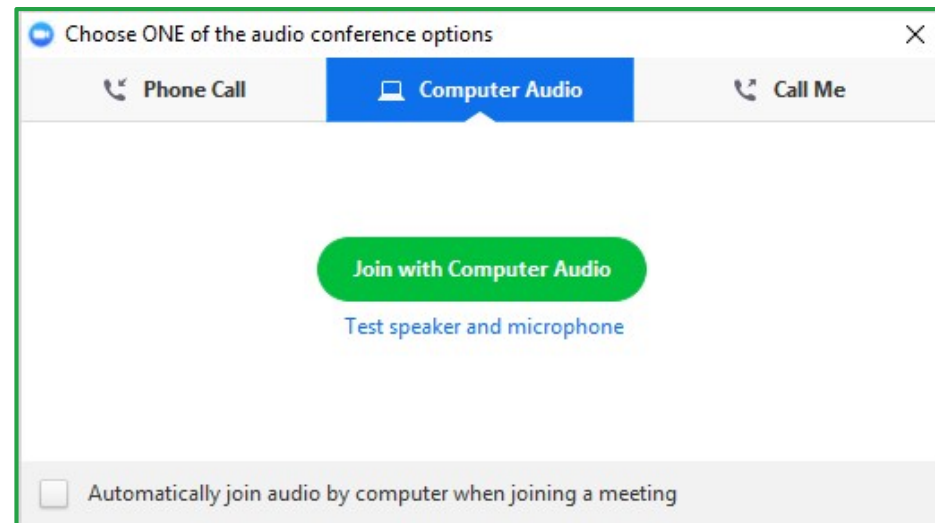 Choose ONE of the audio conference options
Phone Call
Computer Audio
Call Me
Join with Computer Audio
Test speaker and microphone
Automatically join audio by computer when joining a meeting